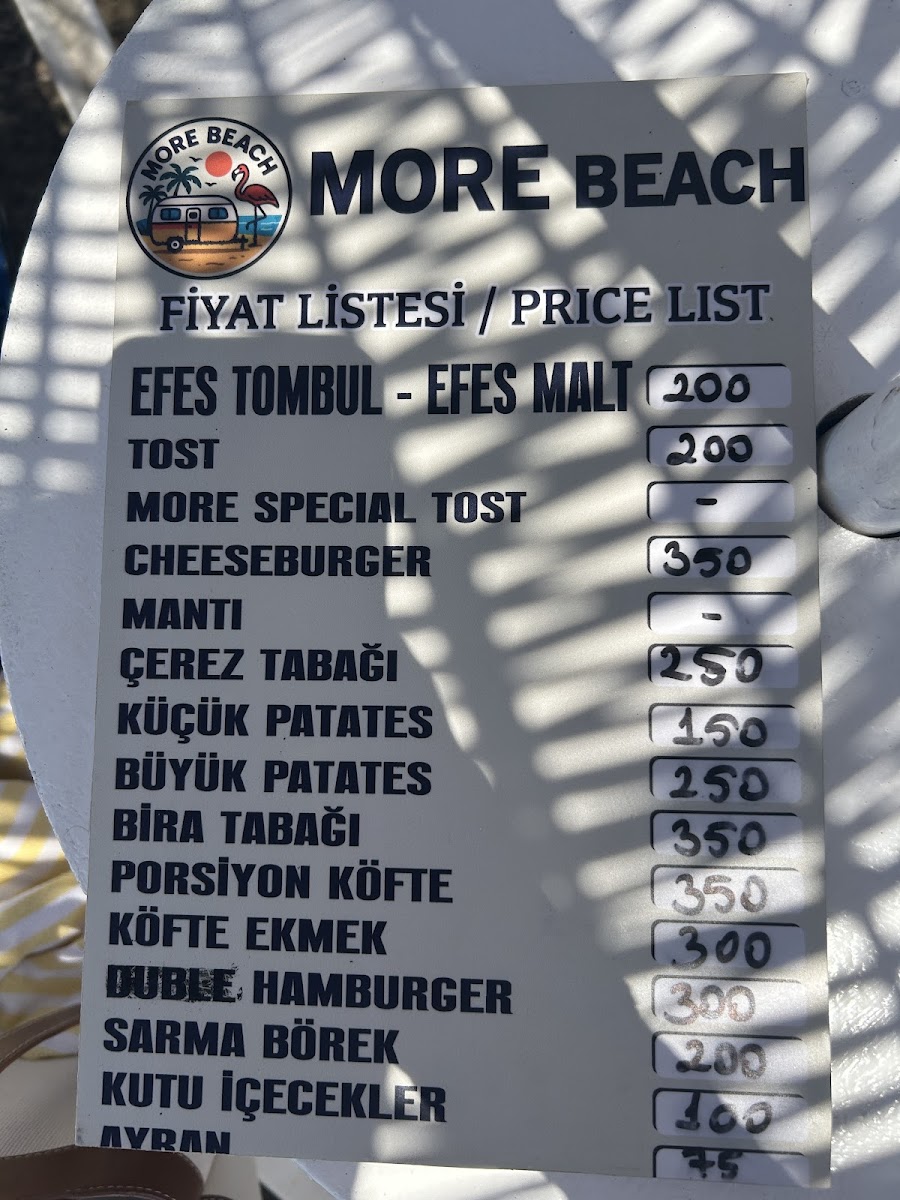 MORE BEACH
MORE BEACH
FİYAT LİSTESİ / PRICE LIST
EFES TOMBUL - EFES MALT 200
TOST 200
MORE SPECIAL TOST -
CHEESEBURGER 350
MANTI -
ÇEREZ TABAĞI 250
KÜÇÜK PATATES 150
BÜYÜK PATATES 250
BİRA TABAĞI 350
PORSİYON KÖFTE 350
KÖFTE EKMEK 300
DUBLE HAMBURGER 300
SARMA BÖREK 200
KUTU İÇECEKLER 100
AYRAN 75